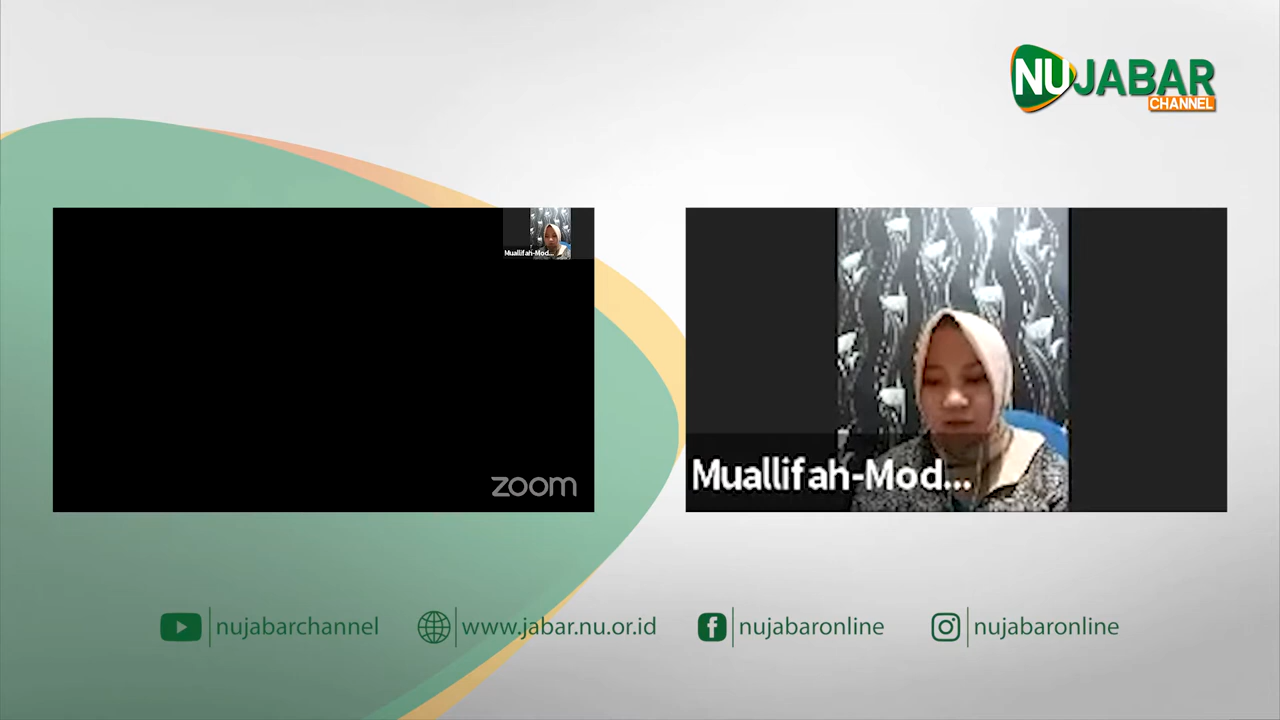 NU JABAR
CHANNEL
Muallifah-Mod...
zoom
Muallifah-Mod...
nujabarchannel
www.jabar.nu.or.id
nujabaronline
nujabaronline